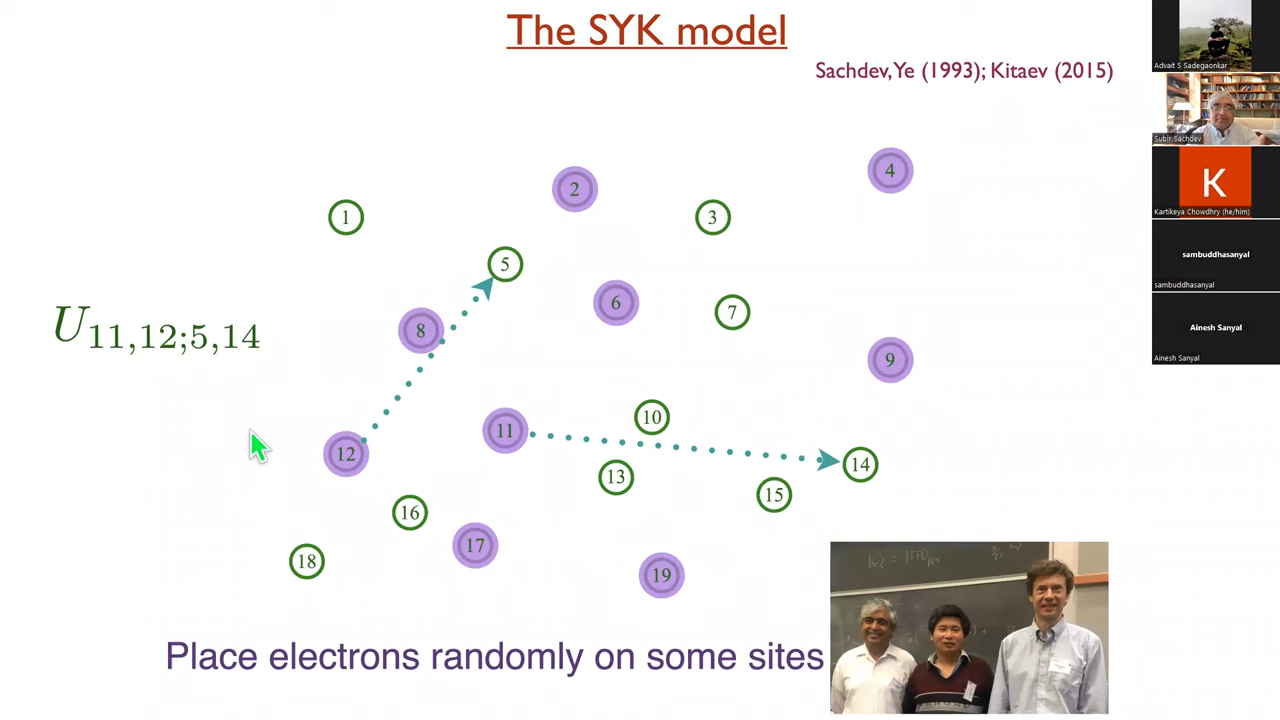 The SYK model
Sachdev, Ye (1993); Kitaev (2015)
4
2
1
3
5
6
7
8
U11,12;5,14
9
10
11
12
14
13
15
16
17
18
19
Place electrons randomly on some sites
Advait S Sadegaonkar
Subir Sachdev
K
Kartikeya Chowdhry (he/him)
sambuddhasanyal
sambuddhasanyal
Ainesh Sanyal
Ainesh Sanyal